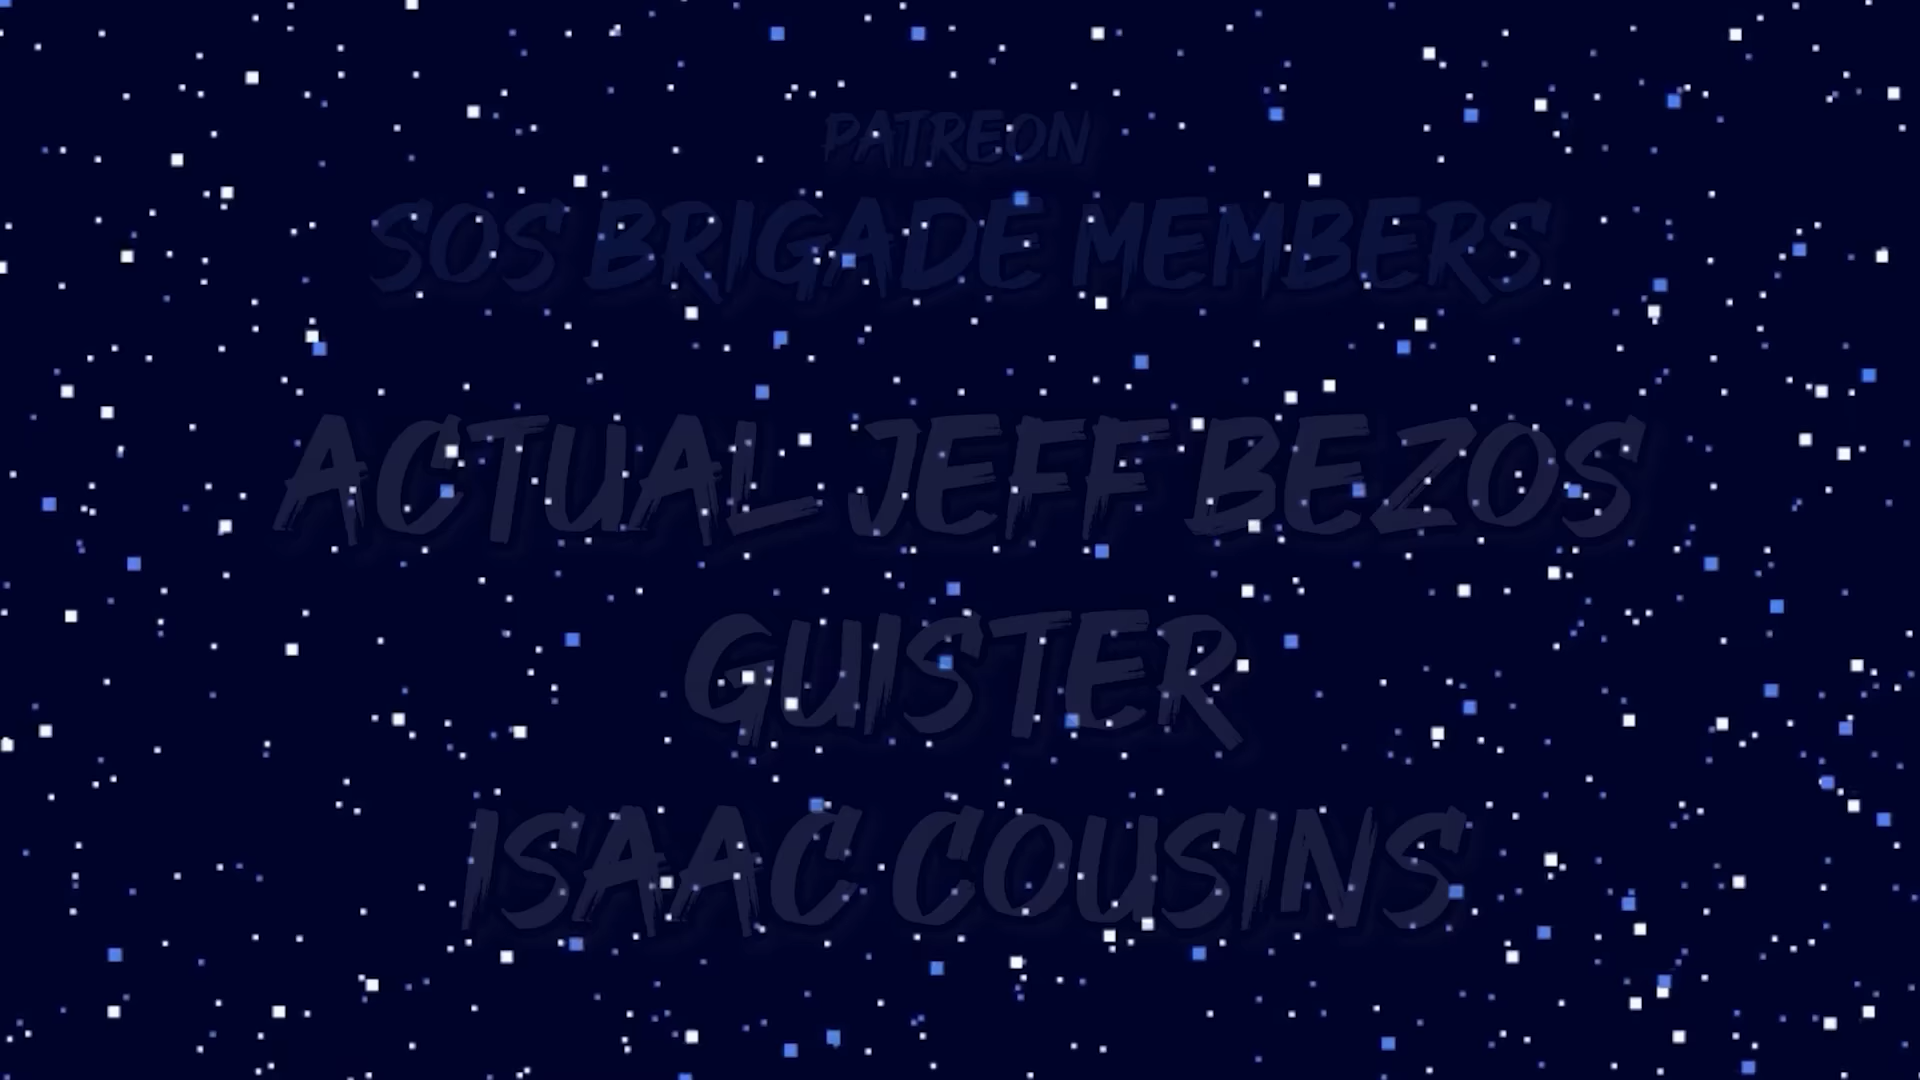 PATREON
SOS BRIGADE MEMBERS
ACTUAL JEFF BEZOS
GUISTER
ISAAC COUSINS